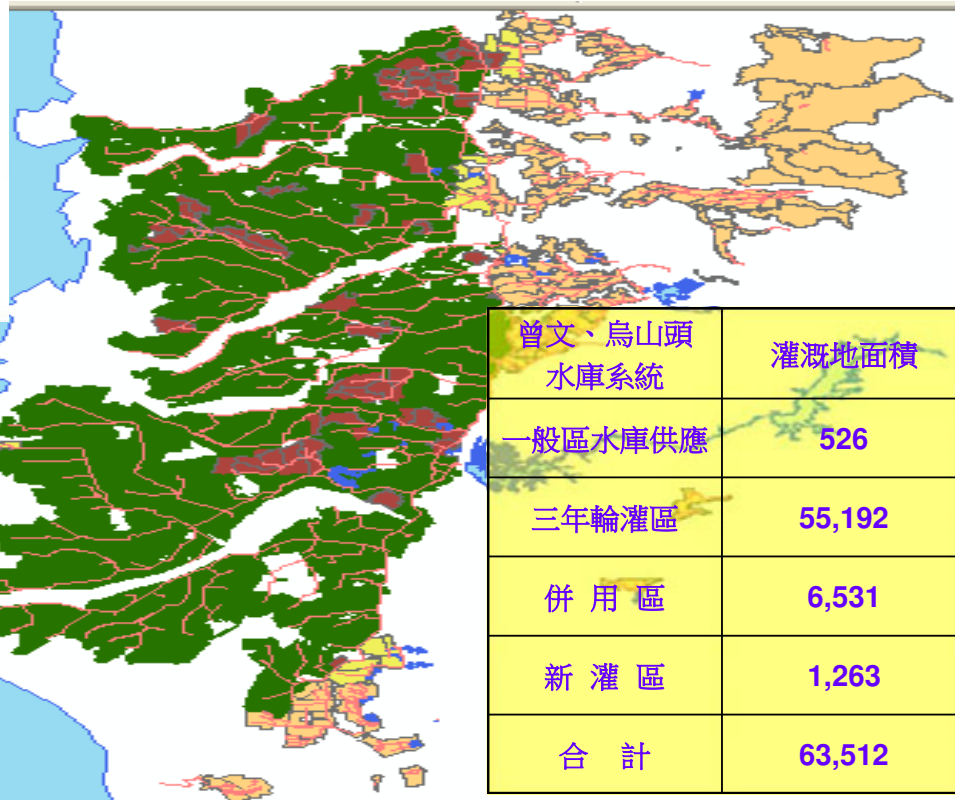 曾文、烏山頭
水庫系統
灌溉地面積
一般區水庫供應 526
三年輪灌區 55,192
併 用 區 6,531
新 灌 區 1,263
合 計 63,512